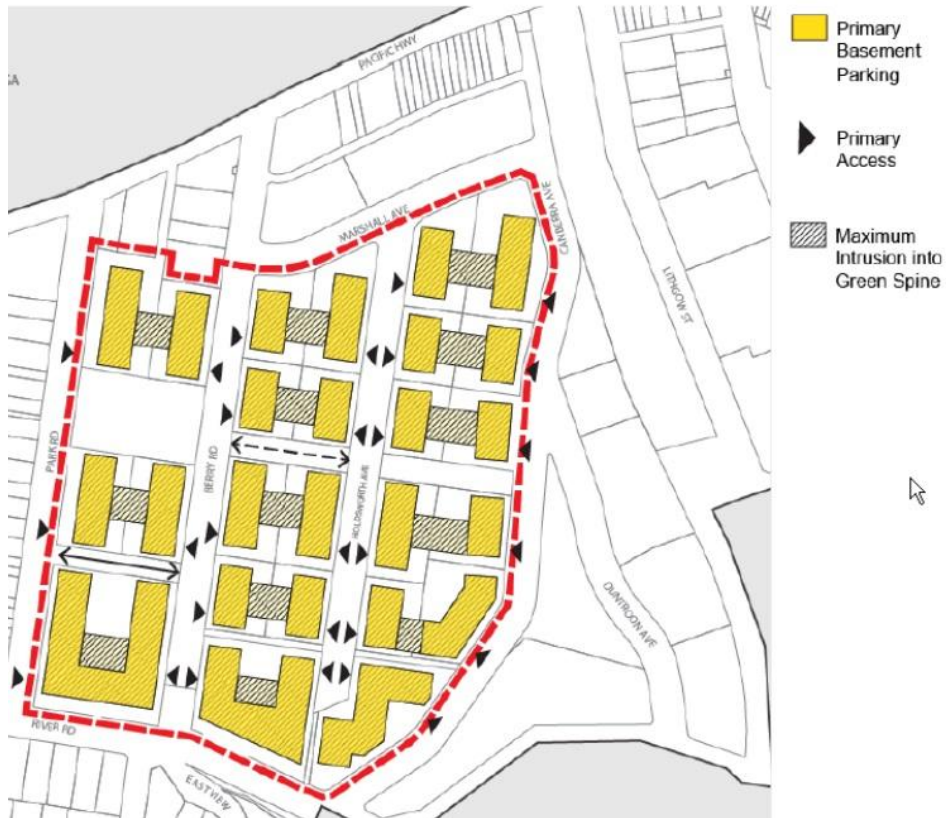 PACIFIC HWY
MARSHALL AVE
CANBERRA AVE
LITHGOW ST
PARK RD
BERRY RD
HOLDSWORTH AVE
DUNTROON AVE
RIVER RD
EASTVIEW
Primary
Basement
Parking
Primary
Access
Maximum
Intrusion into
Green Spine